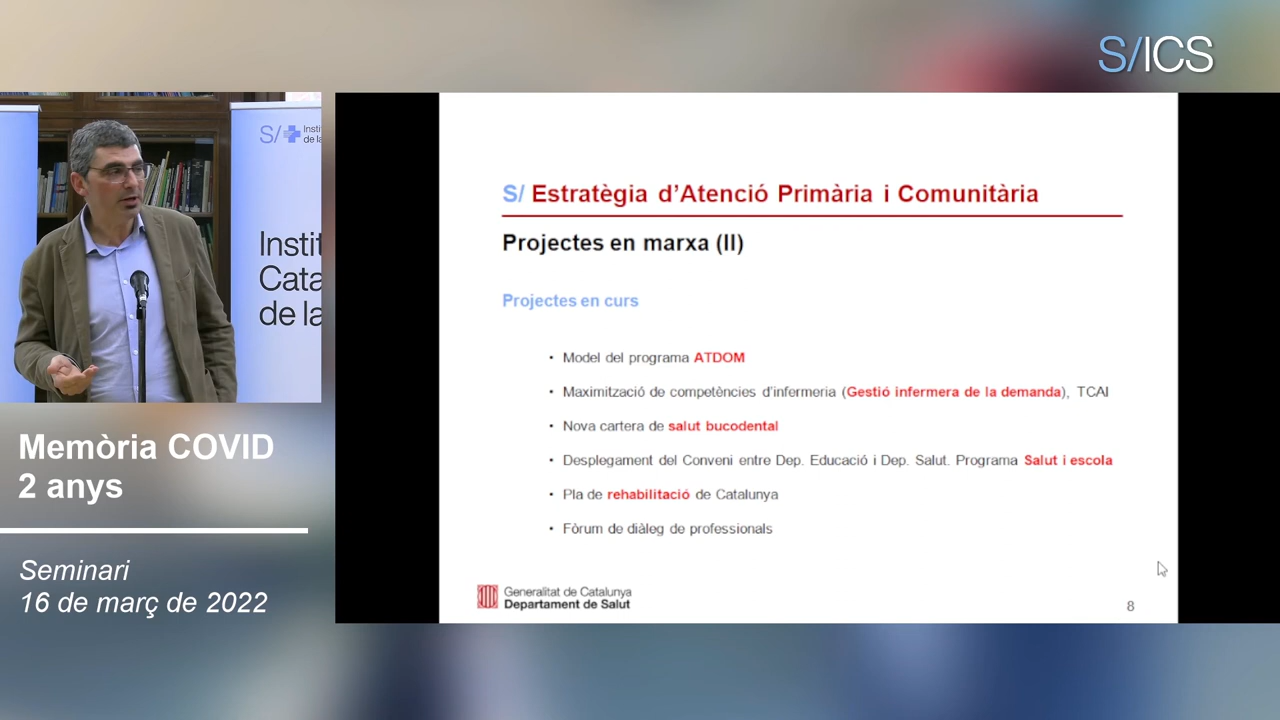 S/ICS
S/ Instit
de la
Instit
Cata
de la
Memòria COVID
2 anys
Seminari
16 de març de 2022
S/ Estratègia d’Atenció Primària i Comunitària
Projectes en marxa (II)
Projectes en curs
• Model del programa ATDOM
• Maximització de competències d’infermeria (Gestió infermera de la demanda), TCAI
• Nova cartera de salut bucodental
• Desplegament del Conveni entre Dep. Educació i Dep. Salut. Programa Salut i escola
• Pla de rehabilitació de Catalunya
• Fòrum de diàleg de professionals
Generalitat de Catalunya
Departament de Salut
8